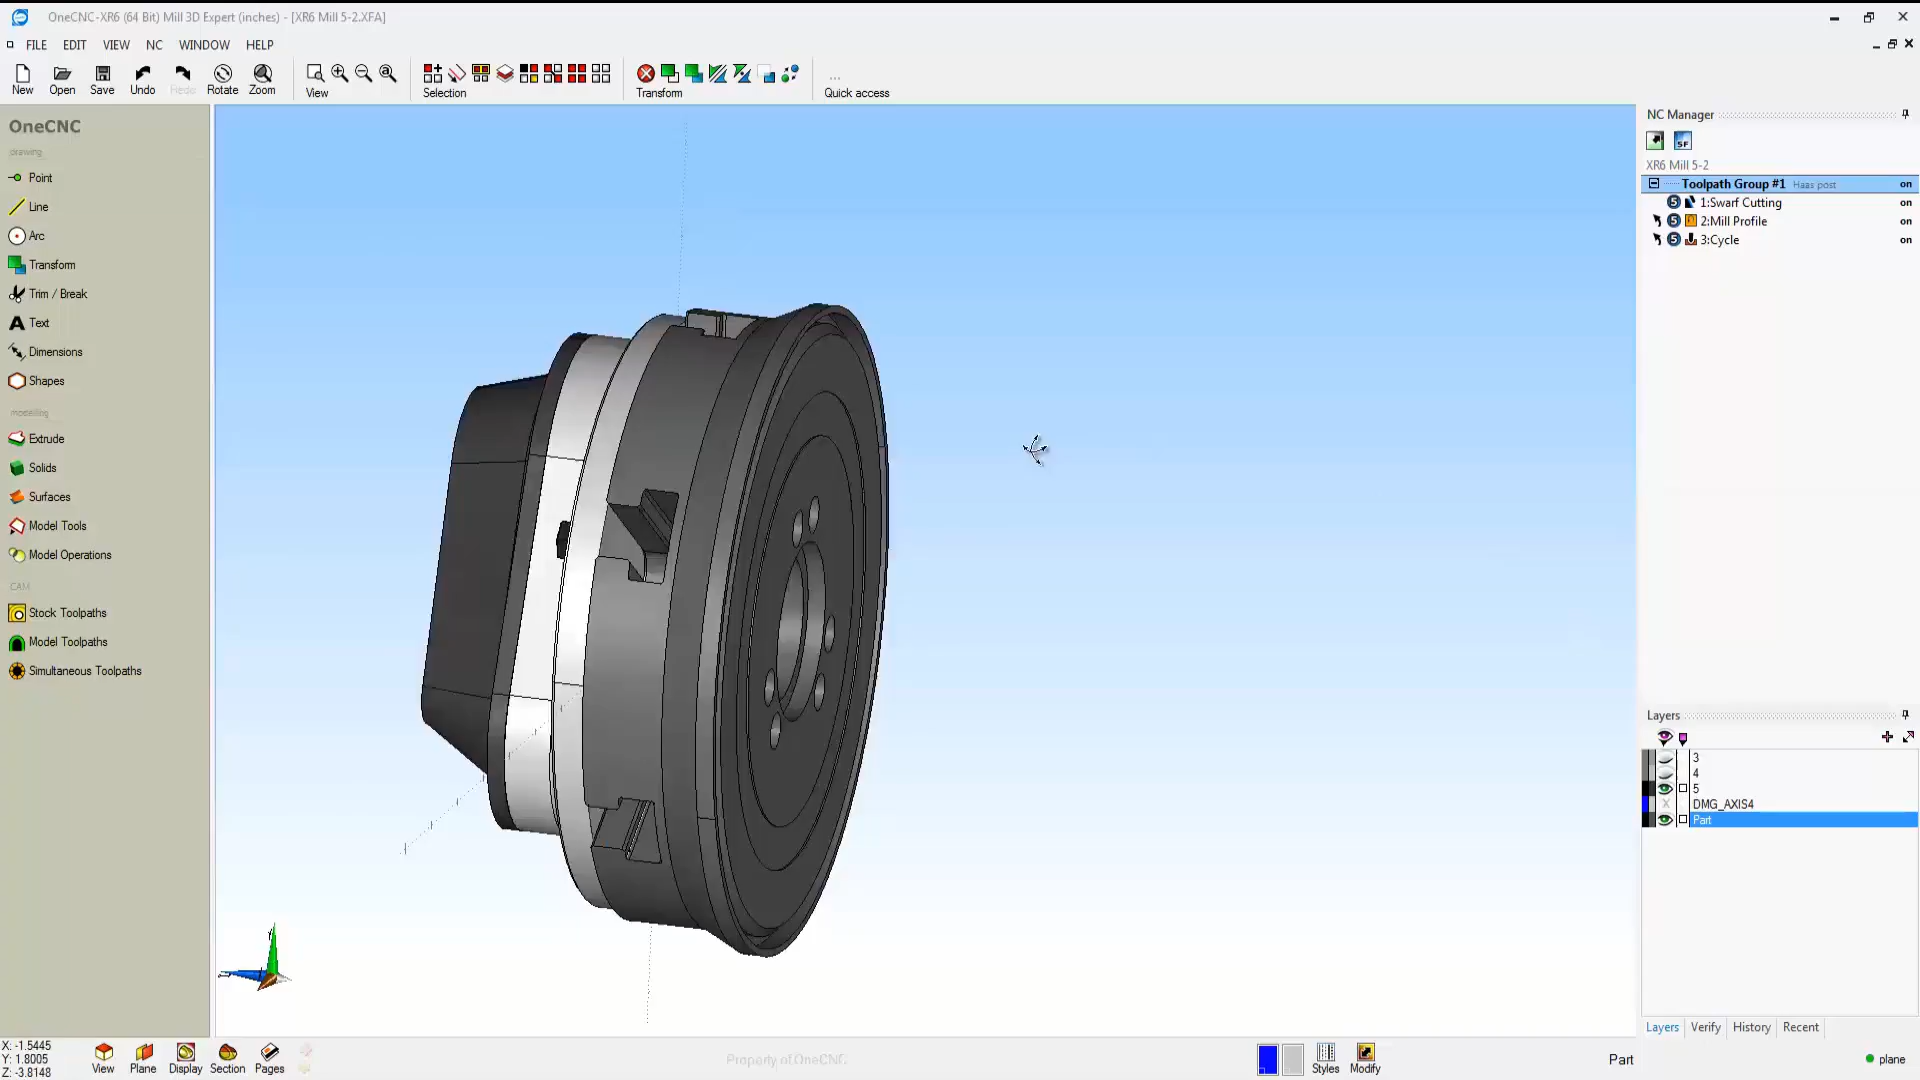 OneCNC-XR6 (64 Bit) Mill 3D Expert (inches) - [XR6 Mill 5-2.XFA]
FILE EDIT VIEW NC WINDOW HELP
New Open Save Undo Redo Rotate Zoom View Selection Transform Quick access
OneCNC
drawing
Point
Line
Arc
Transform
Trim / Break
Text
Dimensions
Shapes
modelling
Extrude
Solids
Surfaces
Model Tools
Model Operations
CAM
Stock Toolpaths
Model Toolpaths
Simultaneous Toolpaths
NC Manager
SF
XR6 Mill 5-2
Toolpath Group #1 Haas post on
5 1:Swarf Cutting on
5 2:Mill Profile on
5 3:Cycle on
Layers
3
4
5
DMG_AXIS4
Part
Layers Verify History Recent
X: -1.5445
Y: 1.8005
Z: -3.8148
View Plane Display Section Pages
Property of OneCNC
Styles Modify
Part
plane